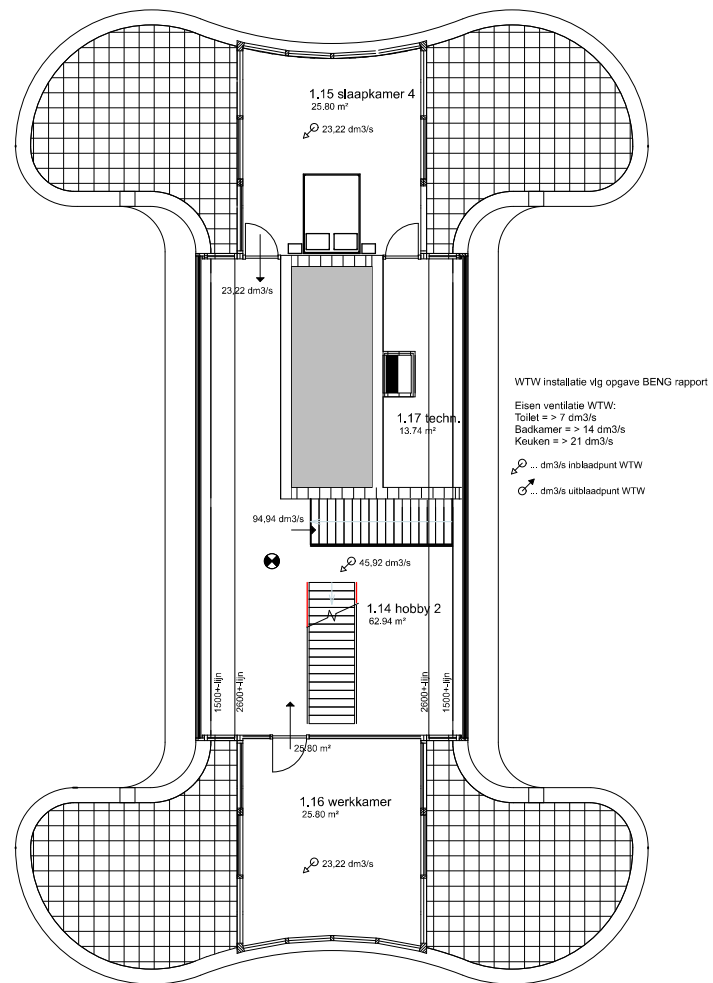 1.15 slaapkamer 4
25.80 m²
23,22 dm3/s
23,22 dm3/s
WTW installatie vlg opgave BENG rapport
Eisen ventilatie WTW:
Toilet = > 7 dm3/s
Badkamer = > 14 dm3/s
Keuken = > 21 dm3/s
... dm3/s inblaadpunt WTW
... dm3/s uitblaadpunt WTW
1.17 techn.
13.74 m²
94,94 dm3/s
45,92 dm3/s
1.14 hobby 2
62.94 m²
1500+-lijn
2600+-lijn
2600+-lijn
1500+-lijn
25.80 m²
1.16 werkkamer
25.80 m²
23,22 dm3/s